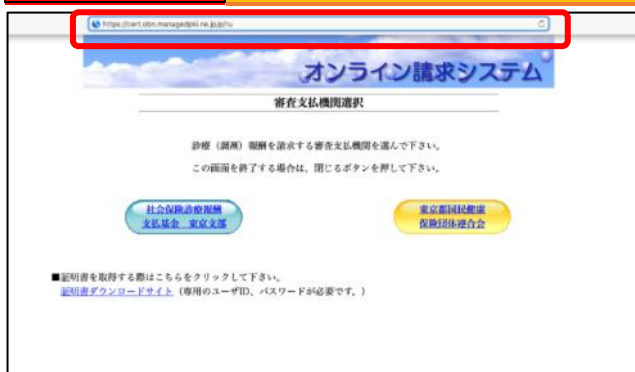 オンライン請求システム
審査支払機関選択
診療（調剤）報酬を請求する審査支払機関を選んで下さい。
この画面を終了する場合は、閉じるボタンを押して下さい。
社会保険診療報酬
支払基金 東京支部
東京都国民健康
保険団体連合会
■証明書を取得する際はこちらをクリックして下さい。
証明書ダウンロードサイト（専用のユーザID、パスワードが必要です。）